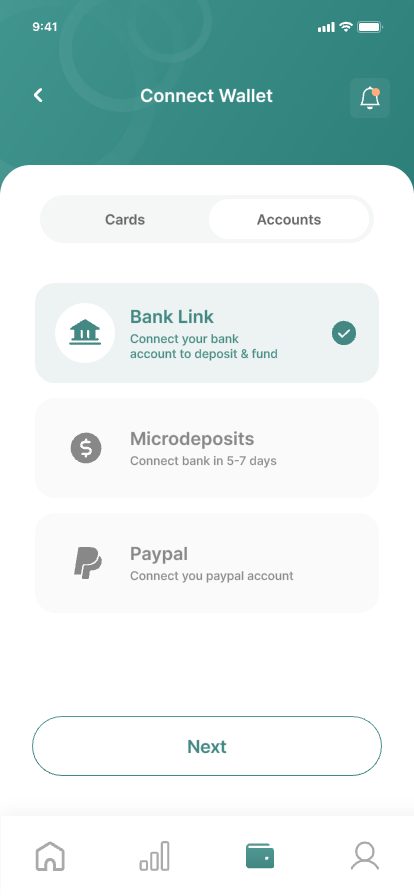 9:41
Connect Wallet
Cards
Accounts
Bank Link
Connect your bank
account to deposit & fund
$
Microdeposits
Connect bank in 5-7 days
Paypal
Connect you paypal account
Next